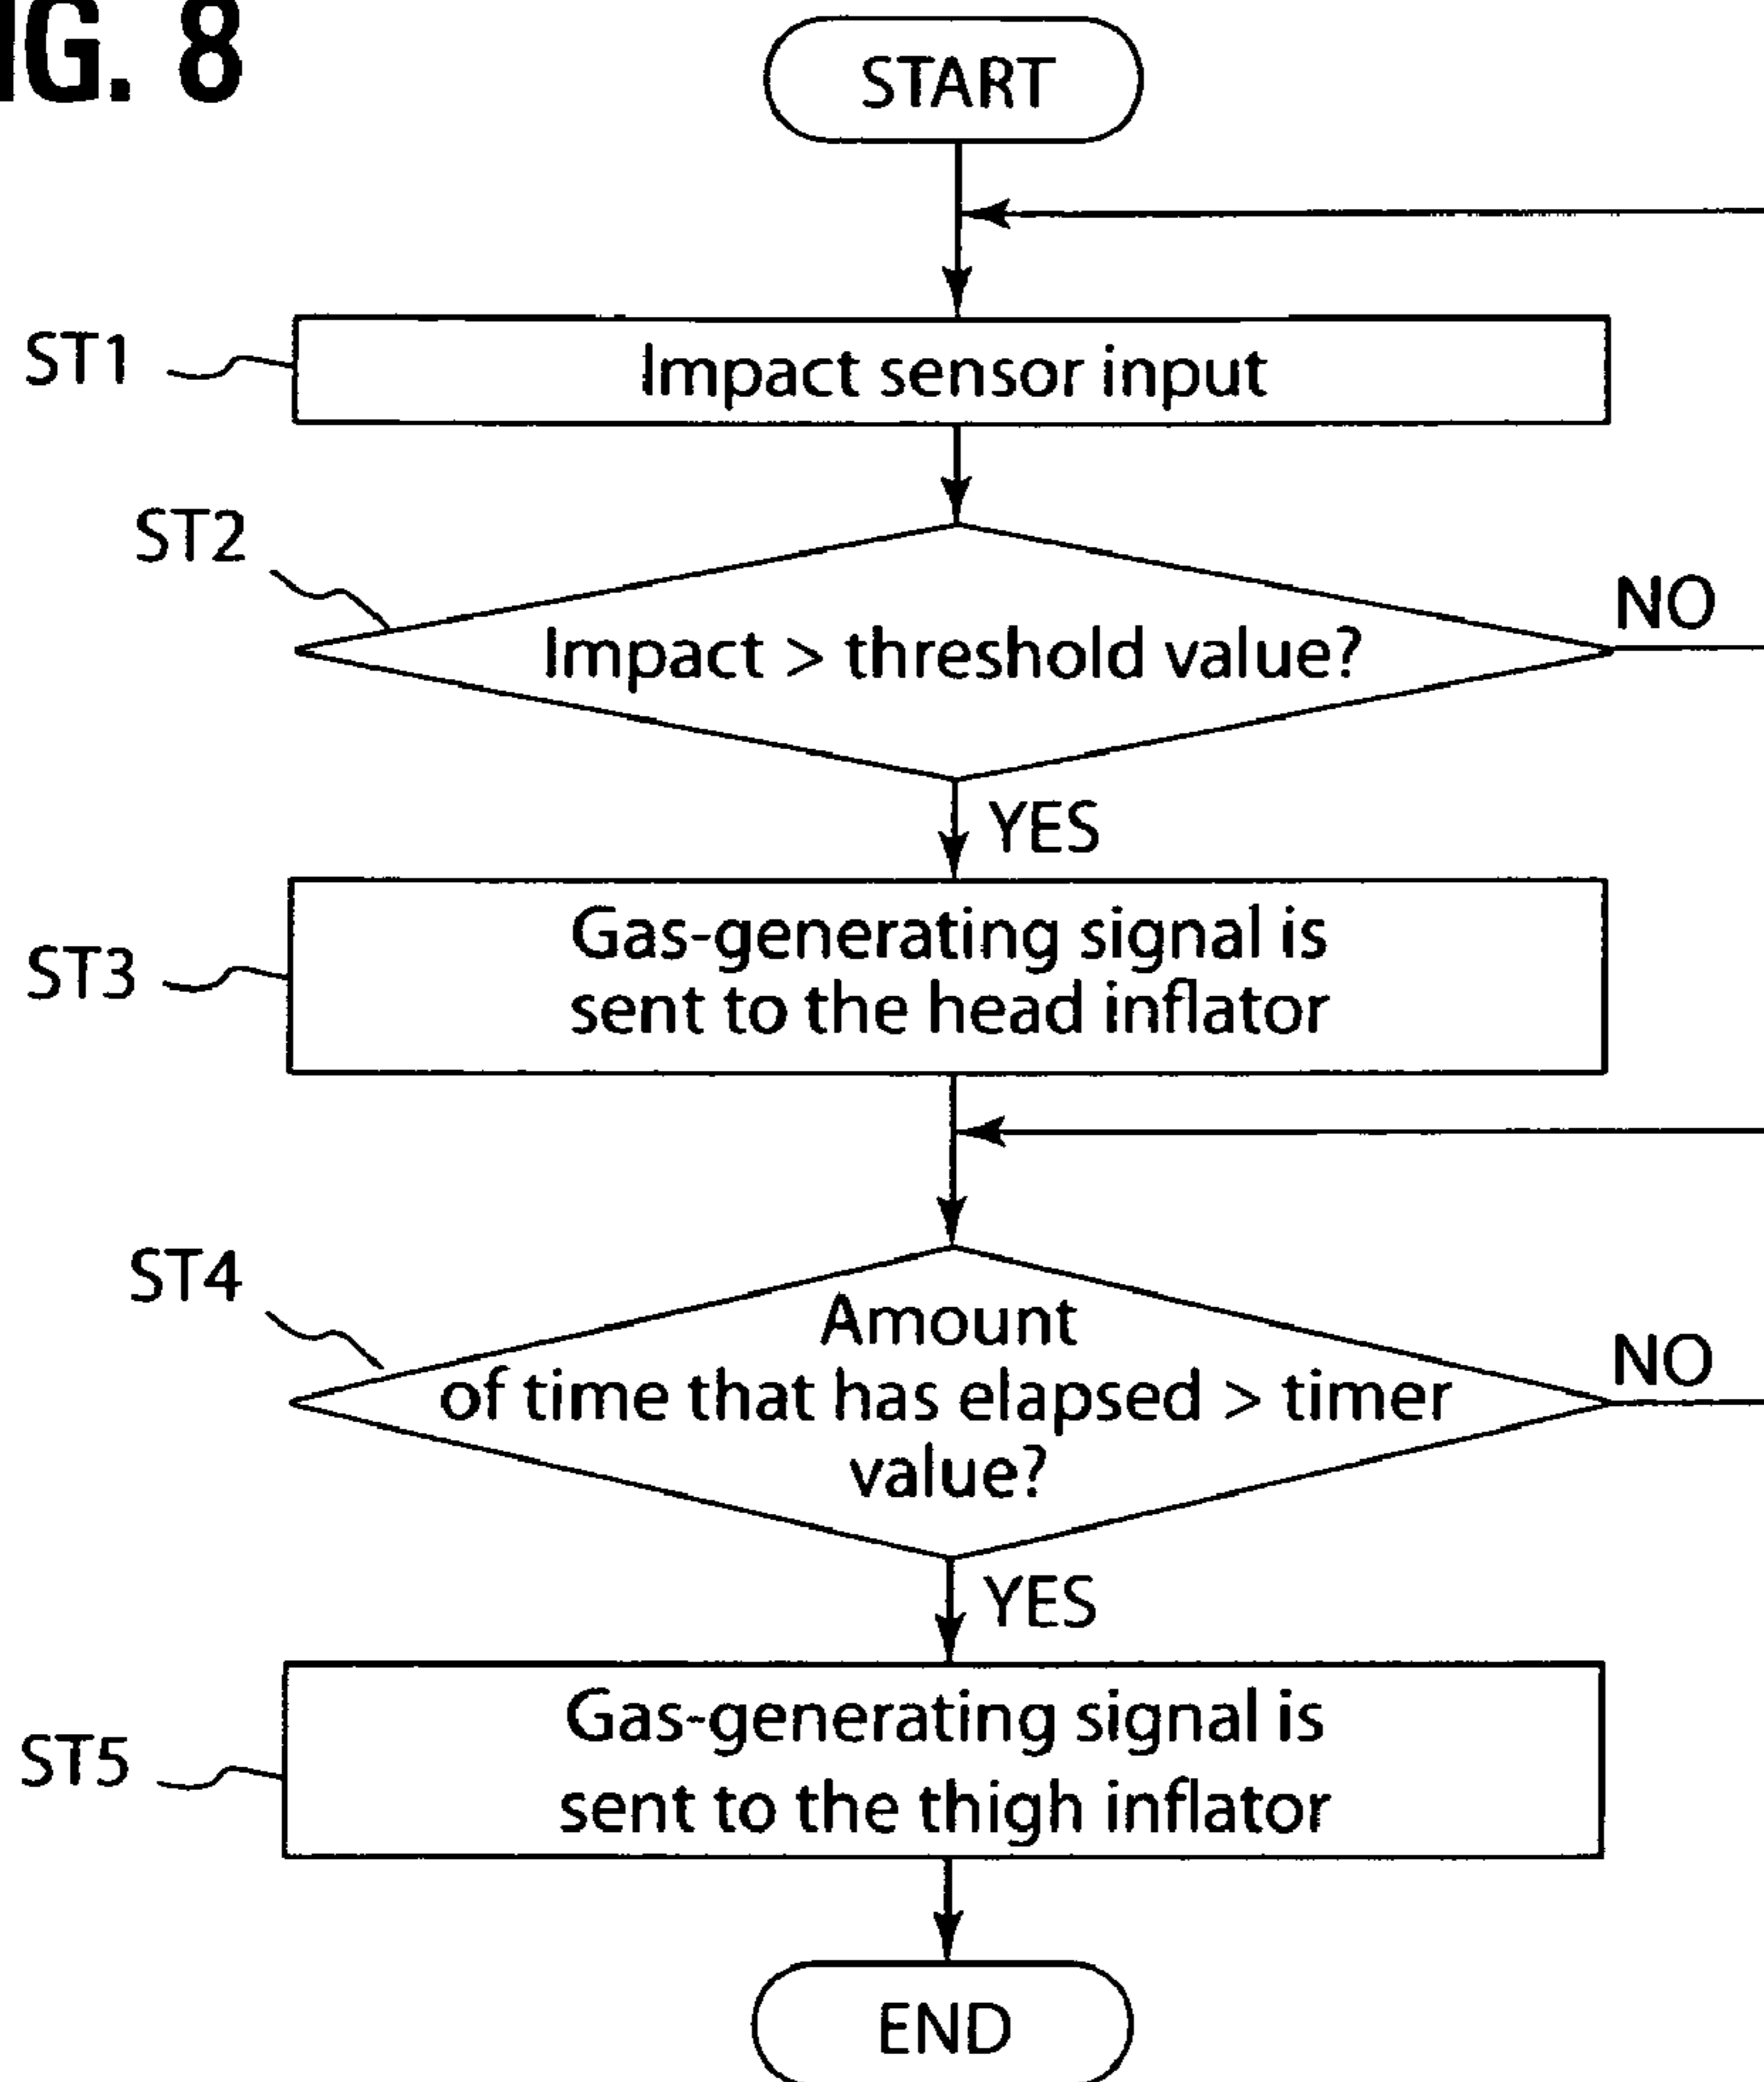 IG. 8
START
ST1
Impact sensor input
ST2
Impact > threshold value?
NO
YES
ST3
Gas-generating signal is
sent to the head inflator
ST4
Amount
of time that has elapsed > timer
value?
NO
YES
ST5
Gas-generating signal is
sent to the thigh inflator
END